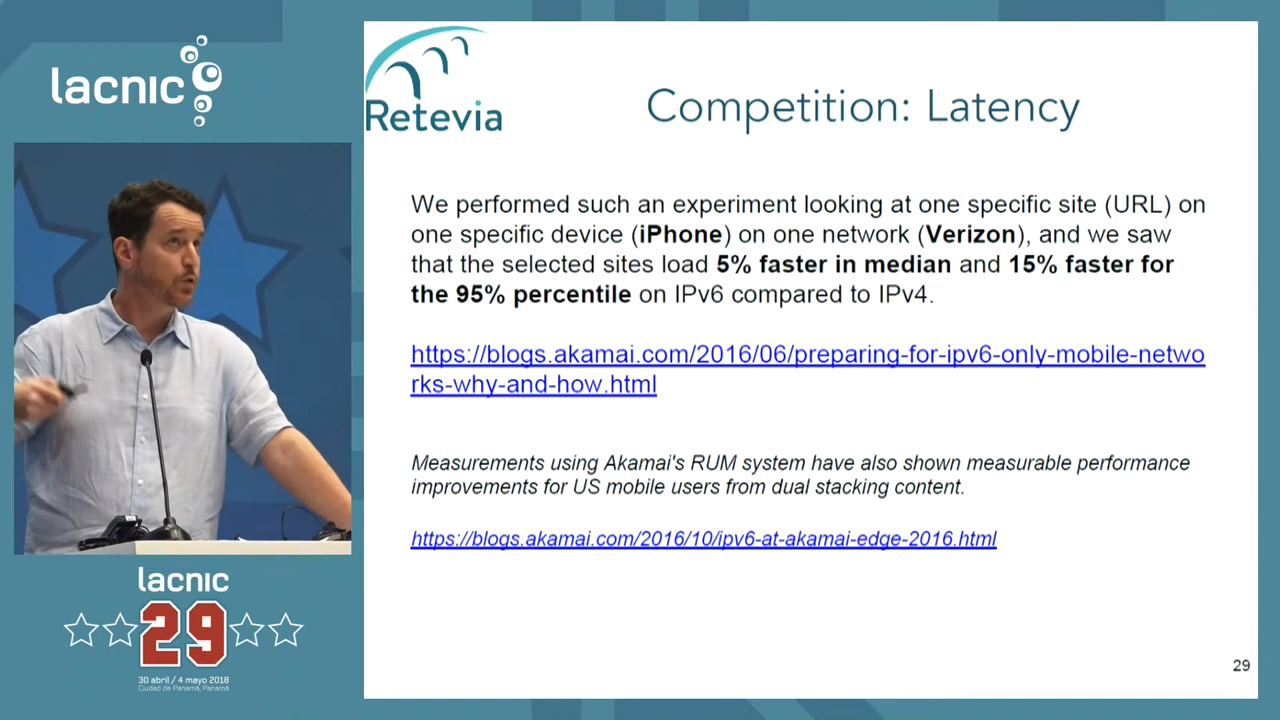 lacnic
Retevia
Competition: Latency
We performed such an experiment looking at one specific site (URL) on
one specific device (iPhone) on one network (Verizon), and we saw
that the selected sites load 5% faster in median and 15% faster for
the 95% percentile on IPv6 compared to IPv4.
https://blogs.akamai.com/2016/06/preparing-for-ipv6-only-mobile-netwo
rks-why-and-how.html
Measurements using Akamai's RUM system have also shown measurable performance
improvements for US mobile users from dual stacking content.
https://blogs.akamai.com/2016/10/ipv6-at-akamai-edge-2016.html
29
lacnic
29
30 abril / 4 mayo 2018
Ciudad de Panamá, Panamá